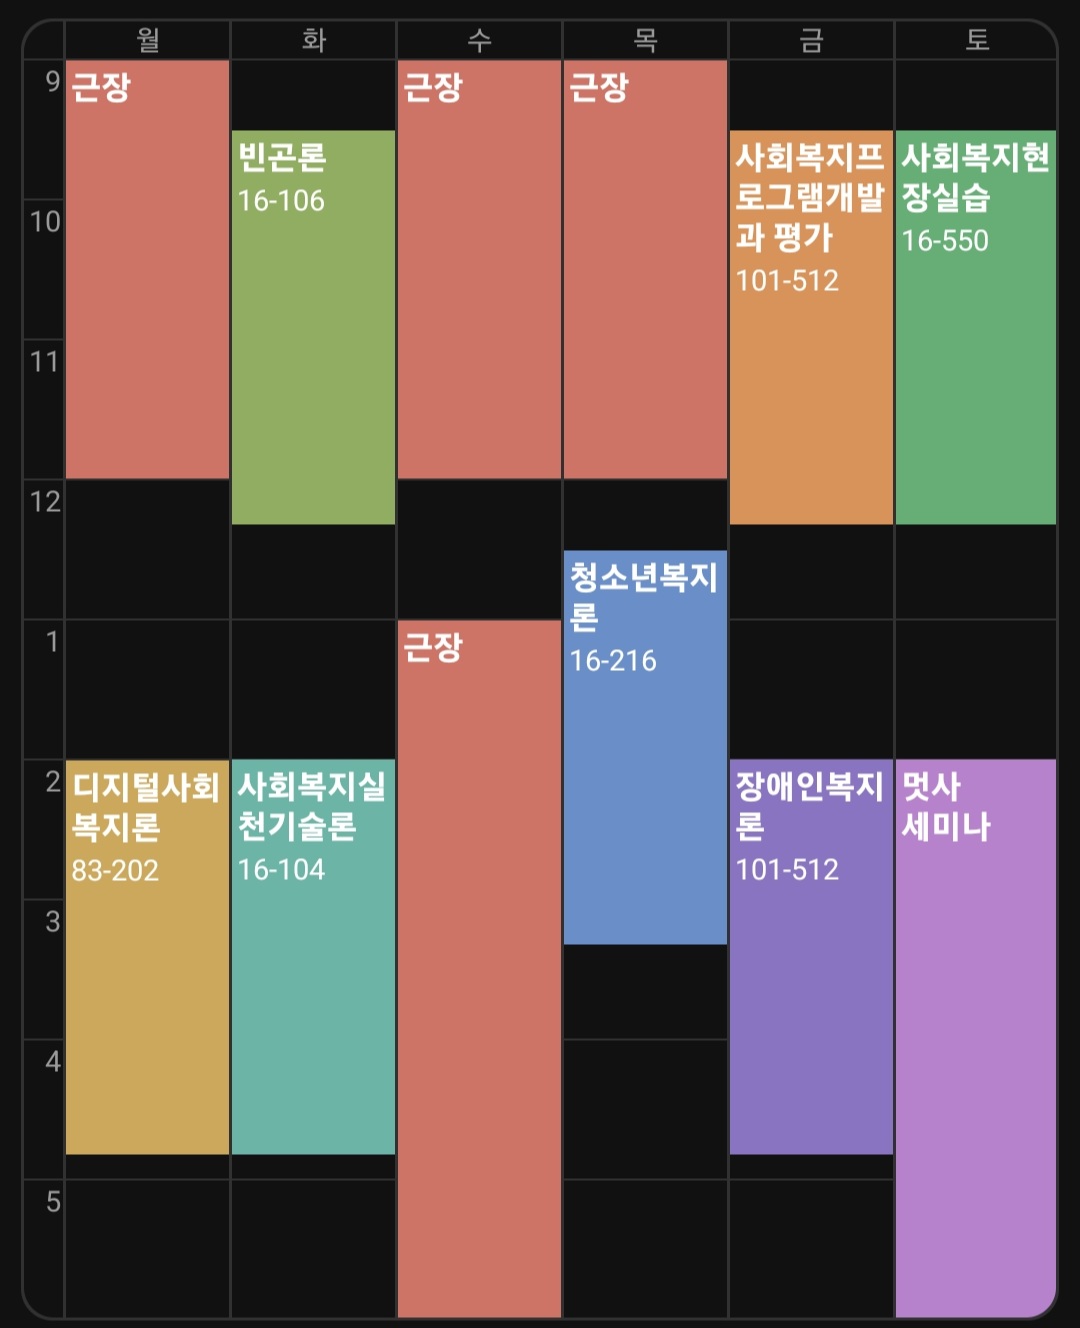 월 화 수 목 금 토
9
10
11
12
1
2
3
4
5
근장
디지털사회
복지론
83-202
빈곤론
16-106
사회복지실
천기술론
16-104
근장
근장
근장
청소년복지
론
16-216
사회복지프
로그램개발
과 평가
101-512
장애인복지
론
101-512
사회복지현
장실습
16-550
멋사
세미나